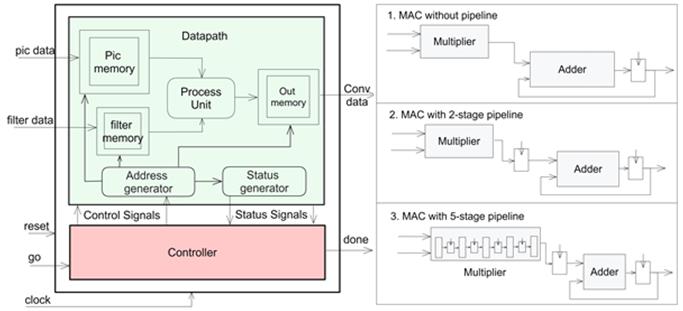 Datapath
pic data
Pic
memory
Process
Unit
Out
memory
Conv
data
filter data
filter
memory
Address
generator
Status
generator
Control Signals
Status Signals
reset
go
Controller
done
clock
1. MAC without pipeline
Multiplier
Adder
2. MAC with 2-stage pipeline
Multiplier
Adder
3. MAC with 5-stage pipeline
Multiplier
Adder